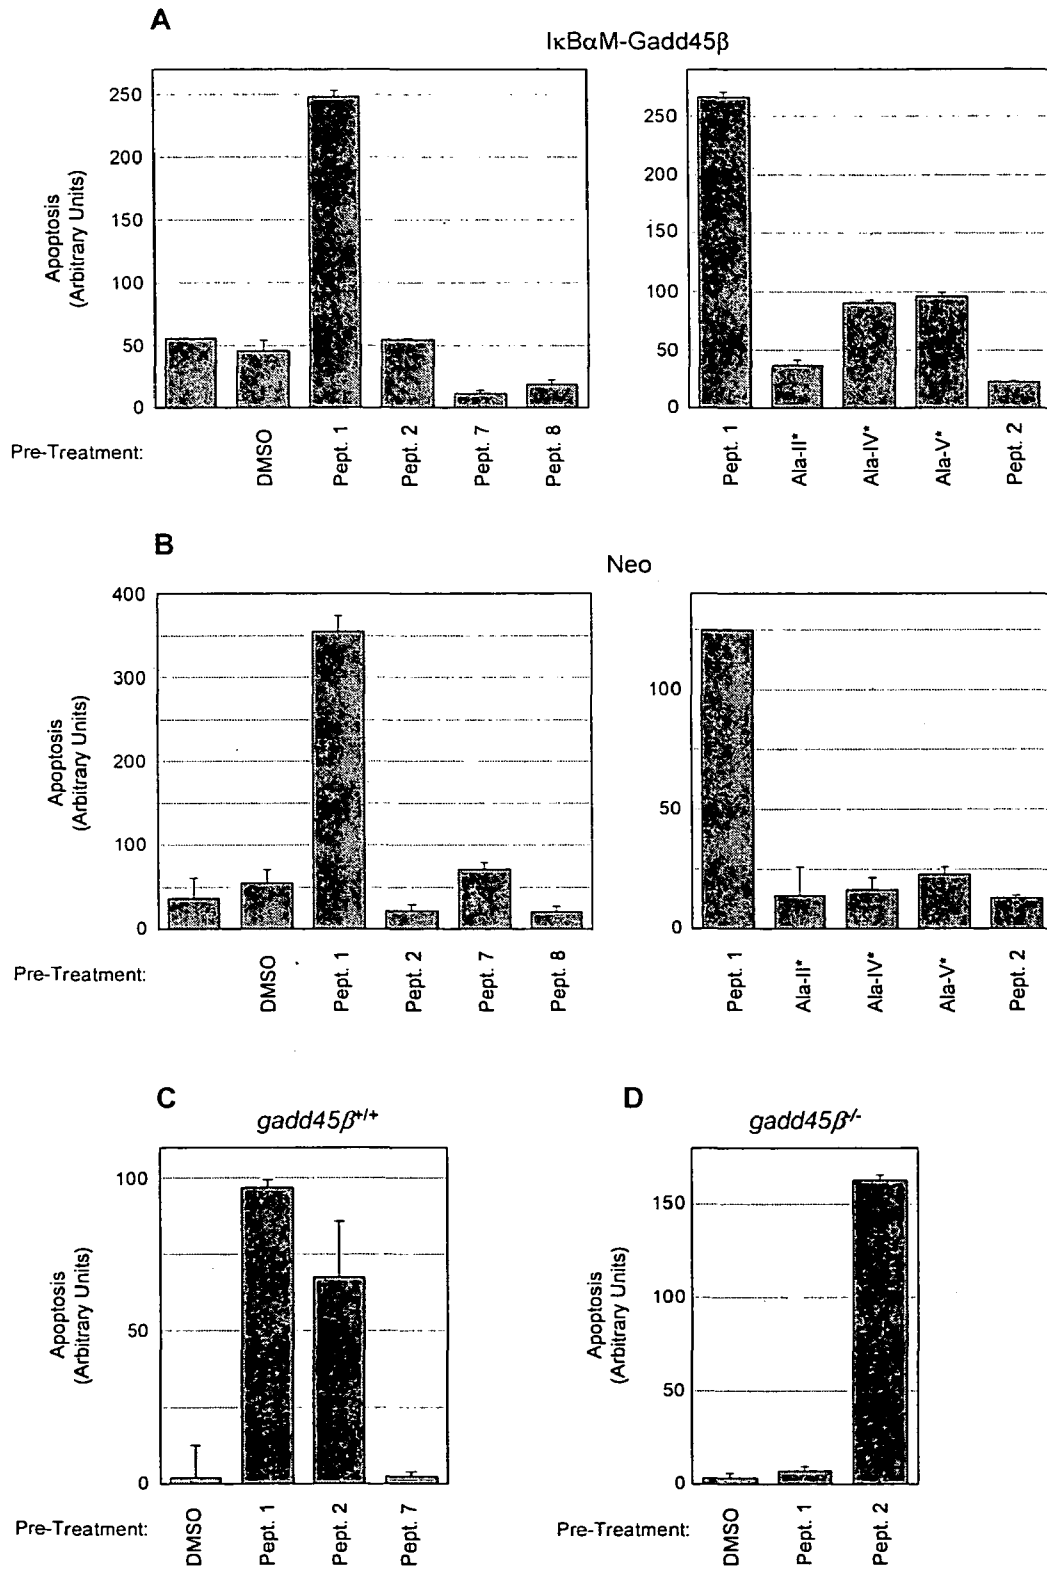 A
IκBαM-Gadd45β
Apoptosis
(Arbitrary Units)
250
200
150
100
50
0
250
200
150
100
50
0
Pre-Treatment:
DMSO
Pept. 1
Pept. 2
Pept. 7
Pept. 8
Pept. 1
Ala-II*
Ala-IV*
Ala-V*
Pept. 2
B
Neo
Apoptosis
(Arbitrary Units)
400
300
200
100
0
100
50
0
Pre-Treatment:
DMSO
Pept. 1
Pept. 2
Pept. 7
Pept. 8
Pept. 1
Ala-II*
Ala-IV*
Ala-V*
Pept. 2
C
gadd45β+/+
Apoptosis
(Arbitrary Units)
100
50
0
Pre-Treatment:
DMSO
Pept. 1
Pept. 2
Pept. 7
D
gadd45β-/-
Apoptosis
(Arbitrary Units)
150
100
50
0
Pre-Treatment:
DMSO
Pept. 1
Pept. 2